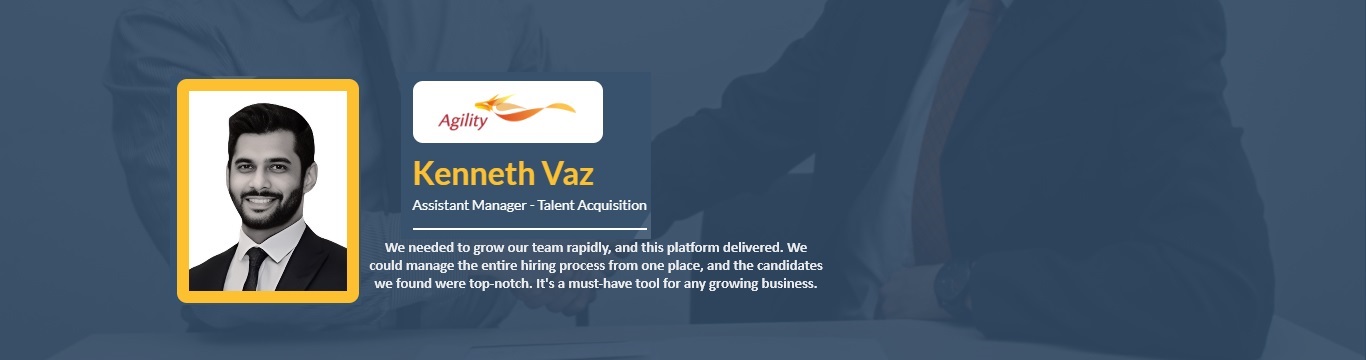 Agility
Kenneth Vaz
Assistant Manager - Talent Acquisition
We needed to grow our team rapidly, and this platform delivered. We
could manage the entire hiring process from one place, and the candidates
we found were top-notch. It's a must-have tool for any growing business.